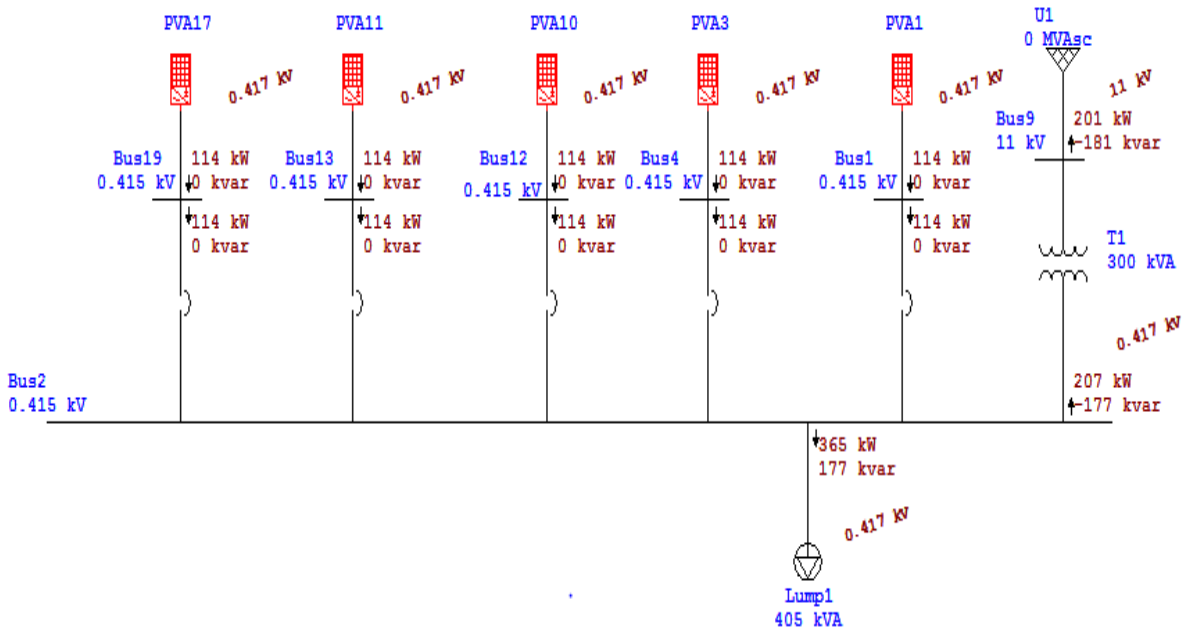 PVA17
PVA11
PVA10
PVA3
PVA1
U1
0 MVAsc
0.417 kV
0.417 kV
0.417 kV
0.417 kV
0.417 kV
11 kV
Bus19
0.415 kV
114 kW
0 kvar
114 kW
0 kvar
Bus13
0.415 kV
114 kW
0 kvar
114 kW
0 kvar
Bus12
0.415 kV
114 kW
0 kvar
114 kW
0 kvar
Bus4
0.415 kV
114 kW
0 kvar
114 kW
0 kvar
Bus1
0.415 kV
114 kW
0 kvar
114 kW
0 kvar
Bus9
11 kV
201 kW
-181 kvar
T1
300 kVA
0.417 kV
207 kW
-177 kvar
Bus2
0.415 kV
365 kW
177 kvar
0.417 kV
Lump1
405 kVA